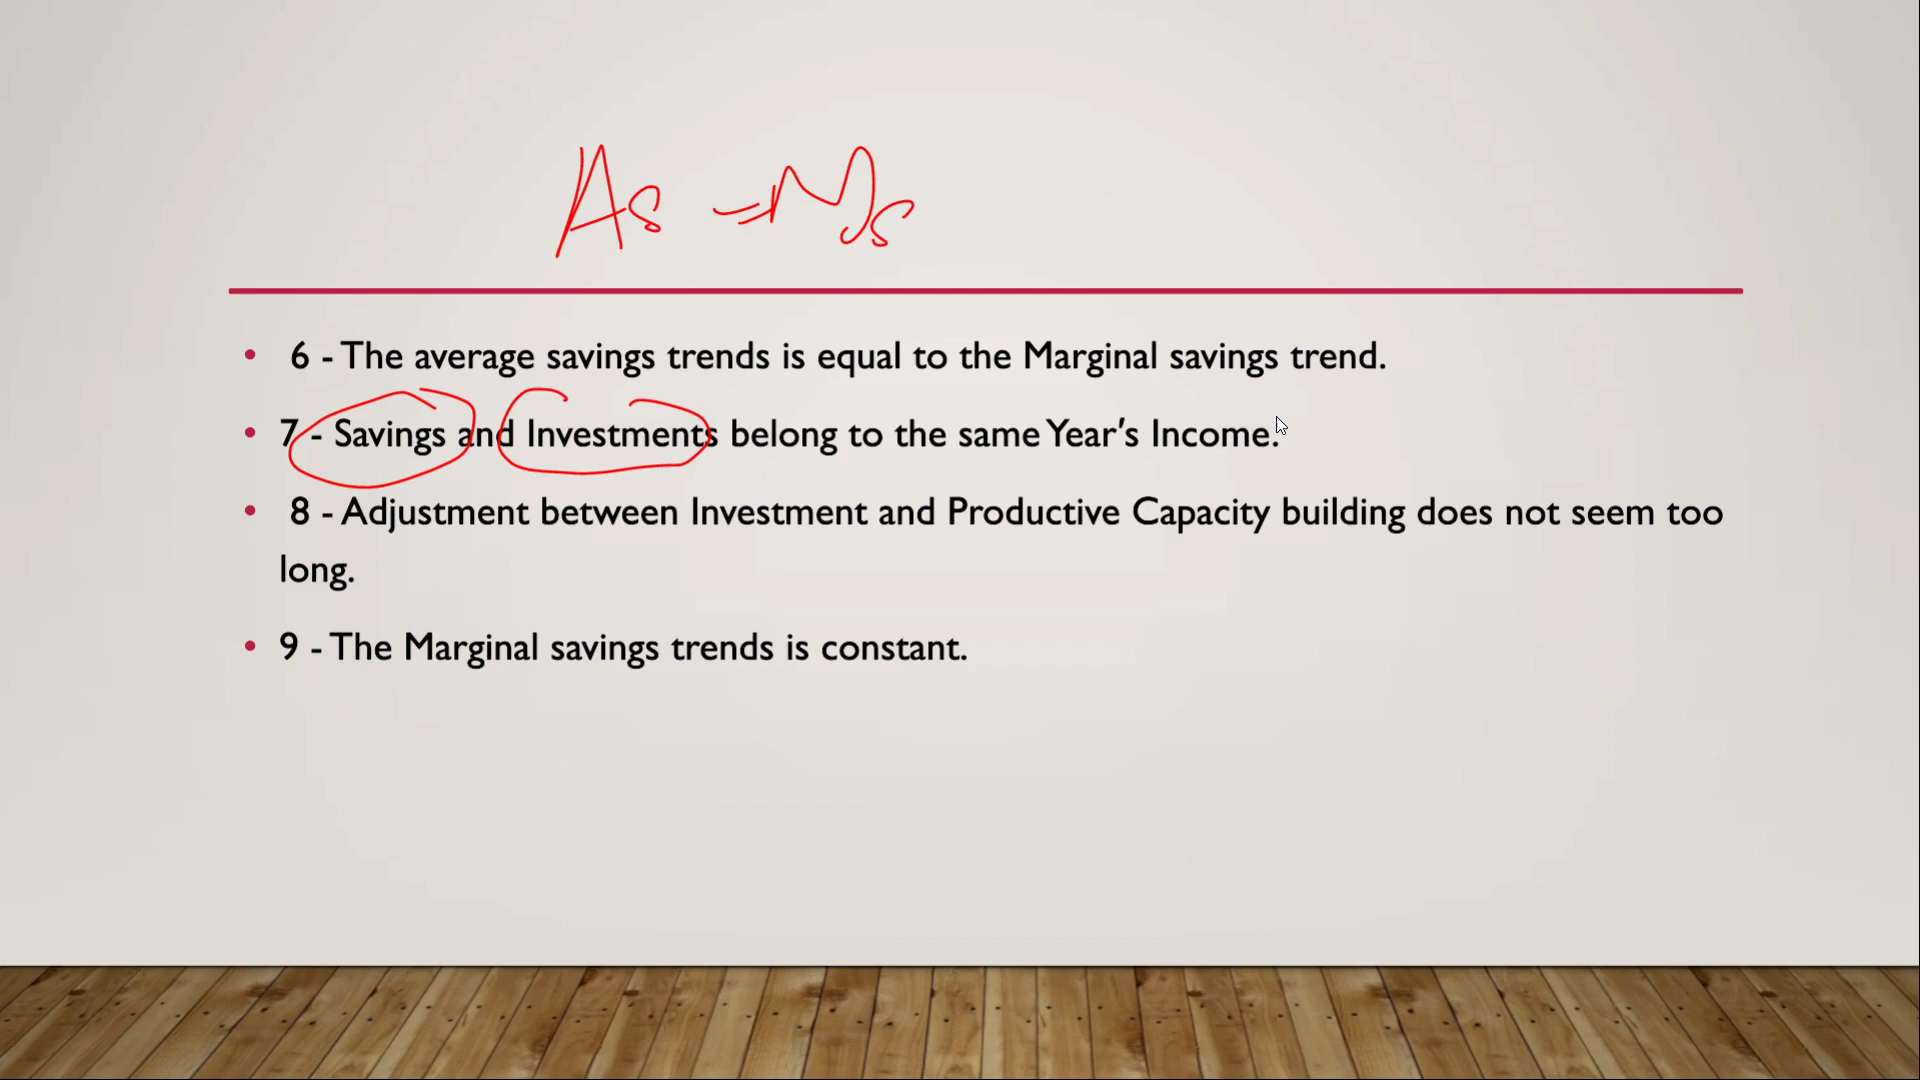 As = Ms
• 6 - The average savings trends is equal to the Marginal savings trend.
• 7 - Savings and Investments belong to the same Year's Income.
• 8 - Adjustment between Investment and Productive Capacity building does not seem too
long.
• 9 - The Marginal savings trends is constant.